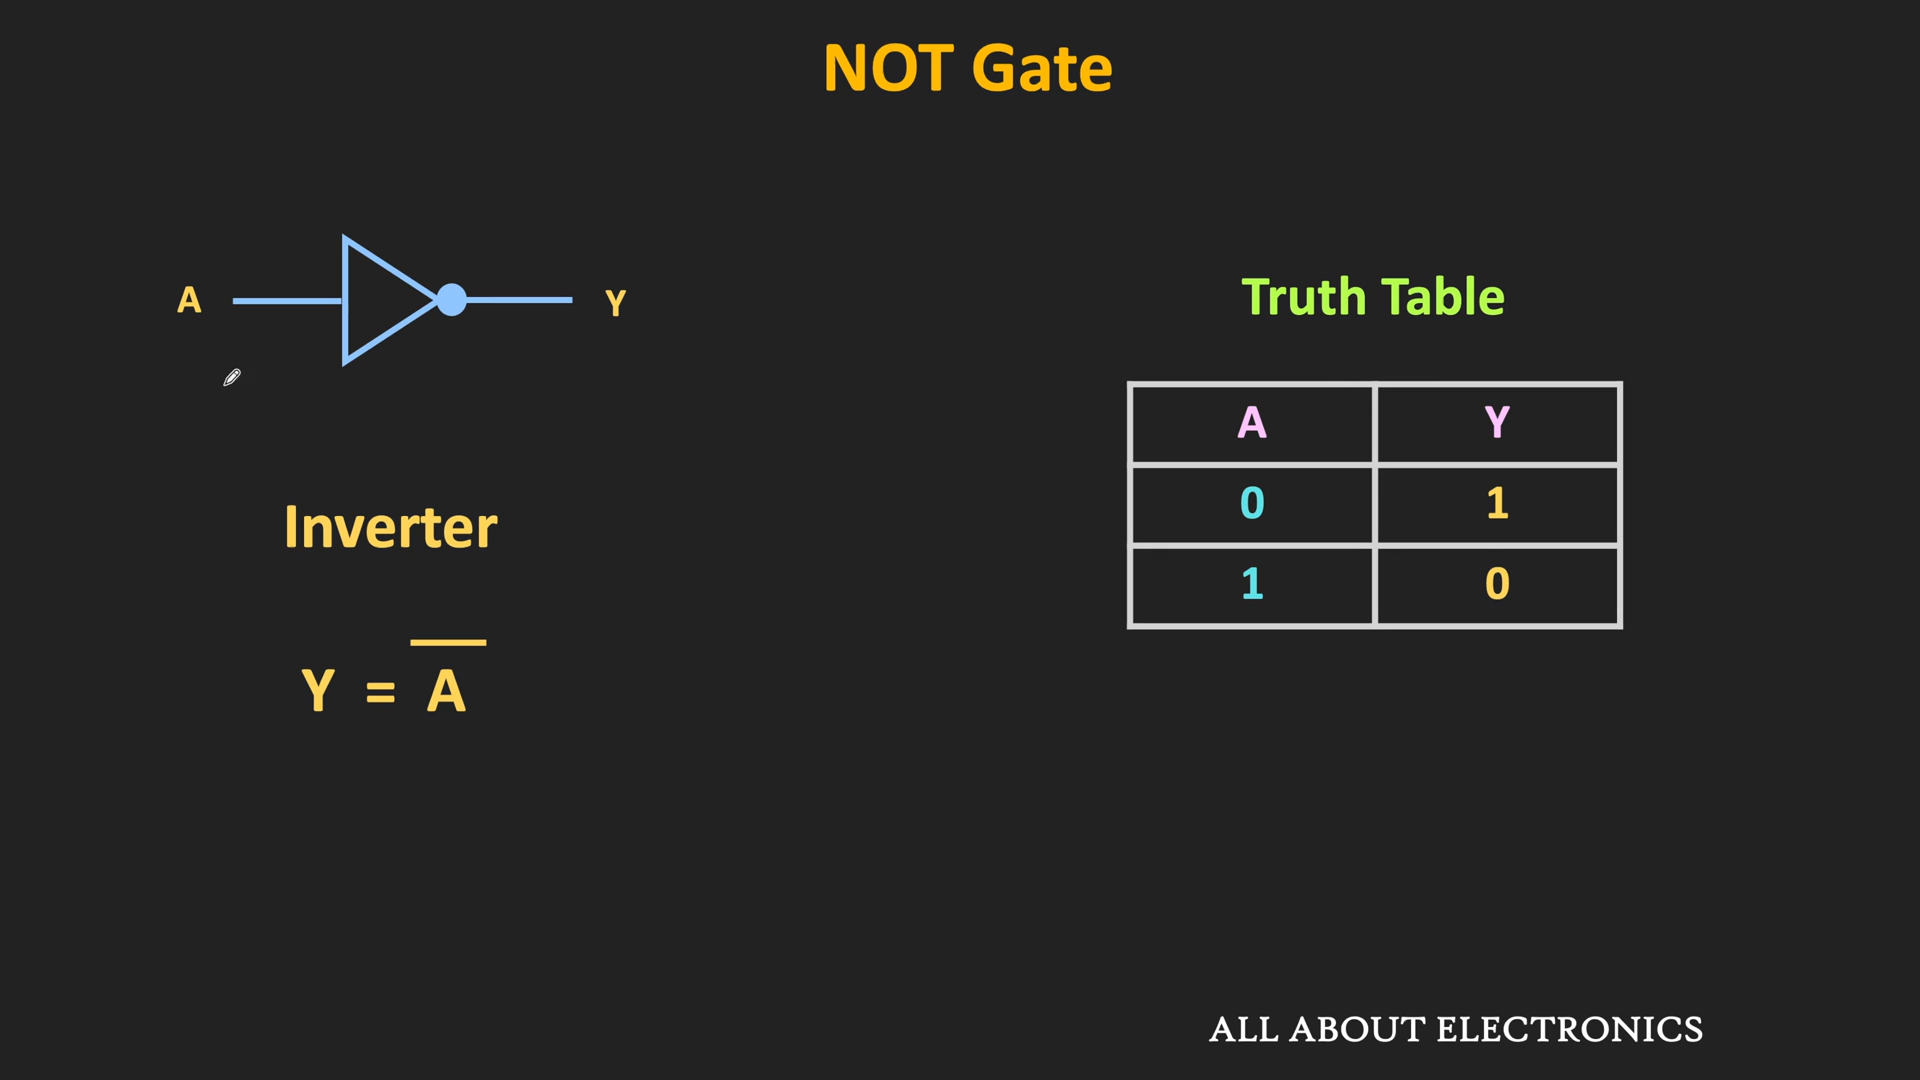 NOT Gate
A Y
Inverter
Y = A̅
Truth Table
A Y
0 1
1 0
ALL ABOUT ELECTRONICS